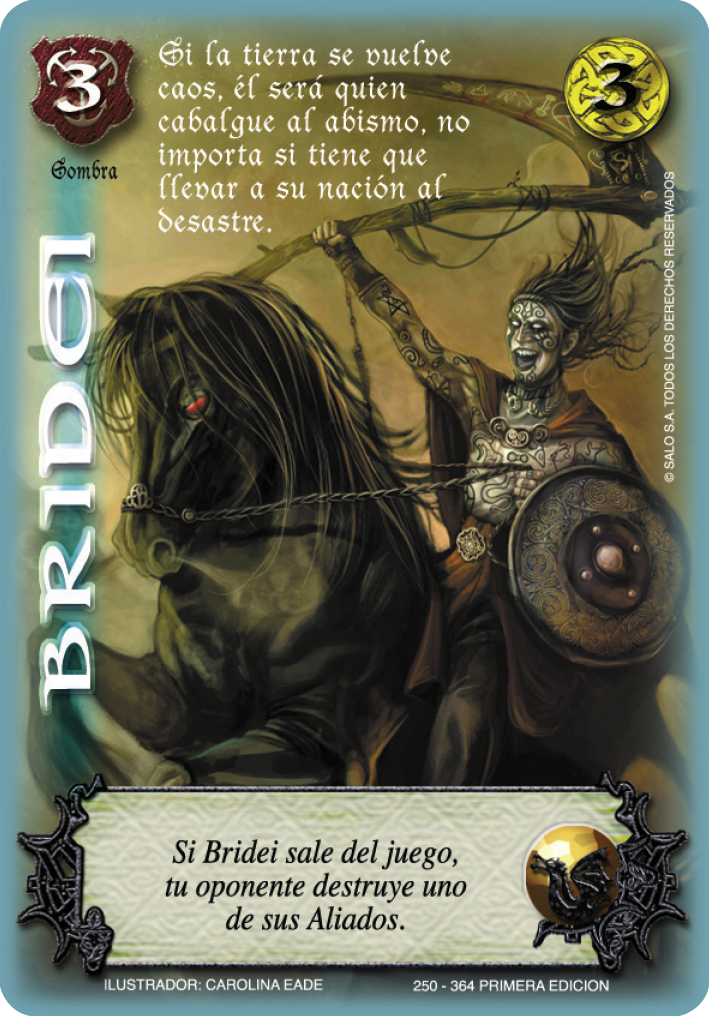 3
Si la tierra se vuelve
caos, él será quien
cabalgue al abismo, no
importa si tiene que
llevar a su nación al
desastre.
3
Sombra
BRIDEI
© SALO S.A. TODOS LOS DERECHOS RESERVADOS
Si Bridei sale del juego,
tu oponente destruye uno
de sus Aliados.
ILUSTRADOR: CAROLINA EADE
250 - 364 PRIMERA EDICION